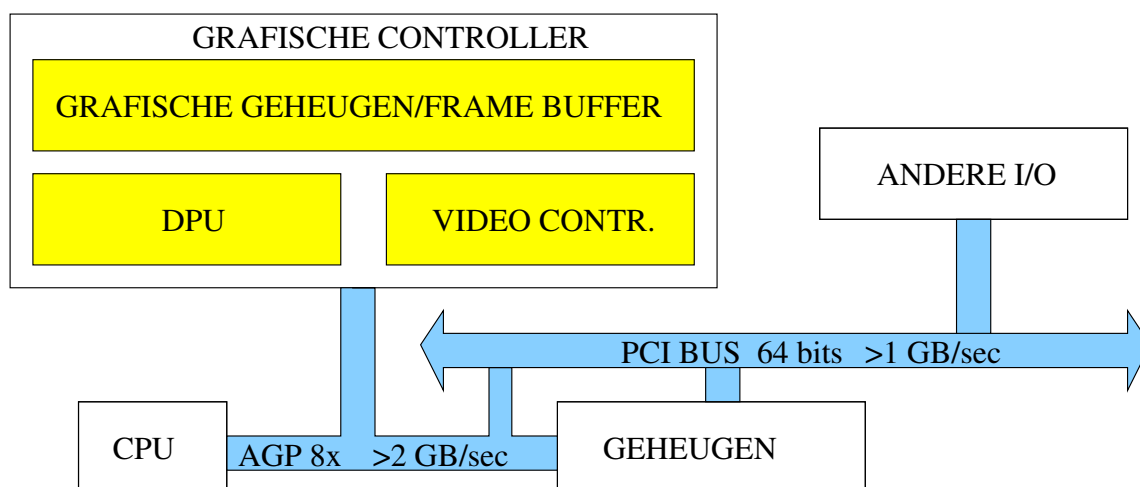 GRAFISCHE CONTROLLER
GRAFISCHE GEHEUGEN/FRAME BUFFER
DPU
VIDEO CONTR.
ANDERE I/O
PCI BUS 64 bits >1 GB/sec
CPU
AGP 8x >2 GB/sec
GEHEUGEN